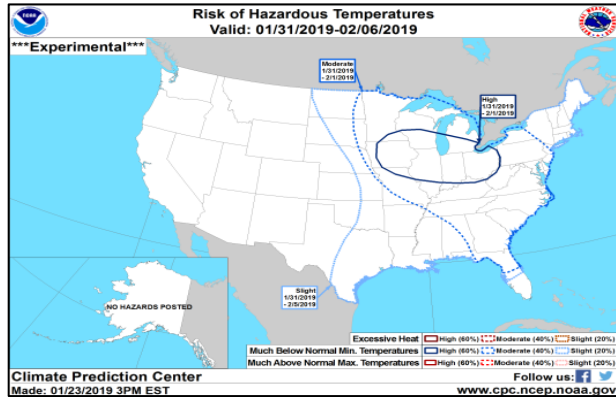 Risk of Hazardous Temperatures
Valid: 01/31/2019-02/06/2019
***Experimental***
Moderate
1/31/2019
- 2/1/2019
High
1/31/2019
- 2/1/2019
Slight
1/31/2019
- 2/5/2019
NO HAZARDS POSTED
Excessive Heat High (60%) Moderate (40%) Slight (20%)
Much Below Normal Min. Temperatures High (60%) Moderate (40%) Slight (20%)
Much Above Normal Max. Temperatures High (60%) Moderate (40%) Slight (20%)
Climate Prediction Center
Follow us:
Made: 01/23/2019 3PM EST
www.cpc.ncep.noaa.gov